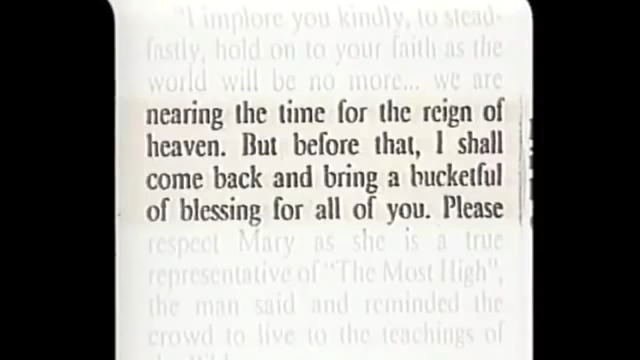 "I implore you kindly, to stead-
fastly, hold on to your faith as the
world will be no more... we are
nearing the time for the reign of
heaven. But before that, I shall
come back and bring a bucketful
of blessing for all of you. Please
respect Mary as she is a true
representative of "The Most High",
the man said and reminded the
crowd to live to the teachings of